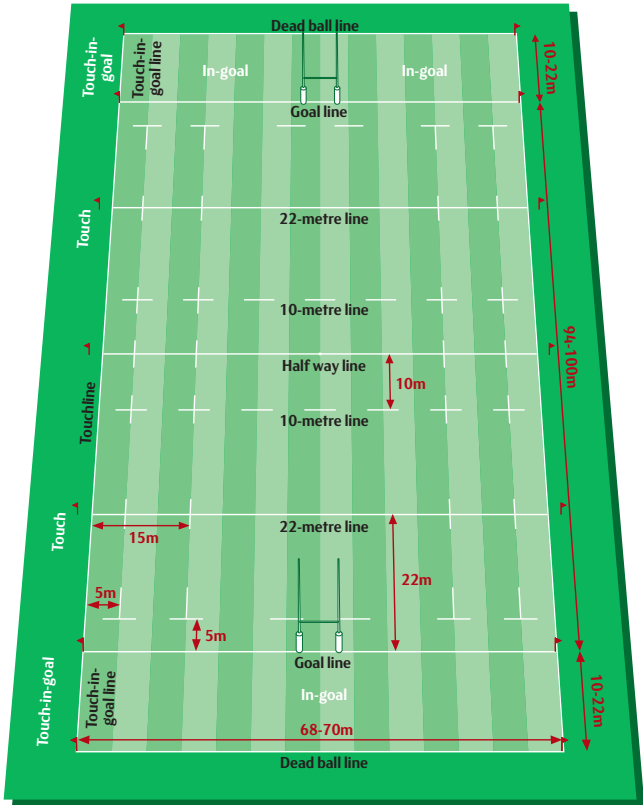 Dead ball line
Touch-in-
goal
Touch-in-
goal line
In-goal
In-goal
10-22m
Goal line
Touch
22-metre line
10-metre line
94-100m
Half way line
10m
Touchline
10-metre line
Touch
22-metre line
15m
22m
5m
5m
Goal line
Touch-in-goal
Touch-in-
goal line
In-goal
10-22m
68-70m
Dead ball line